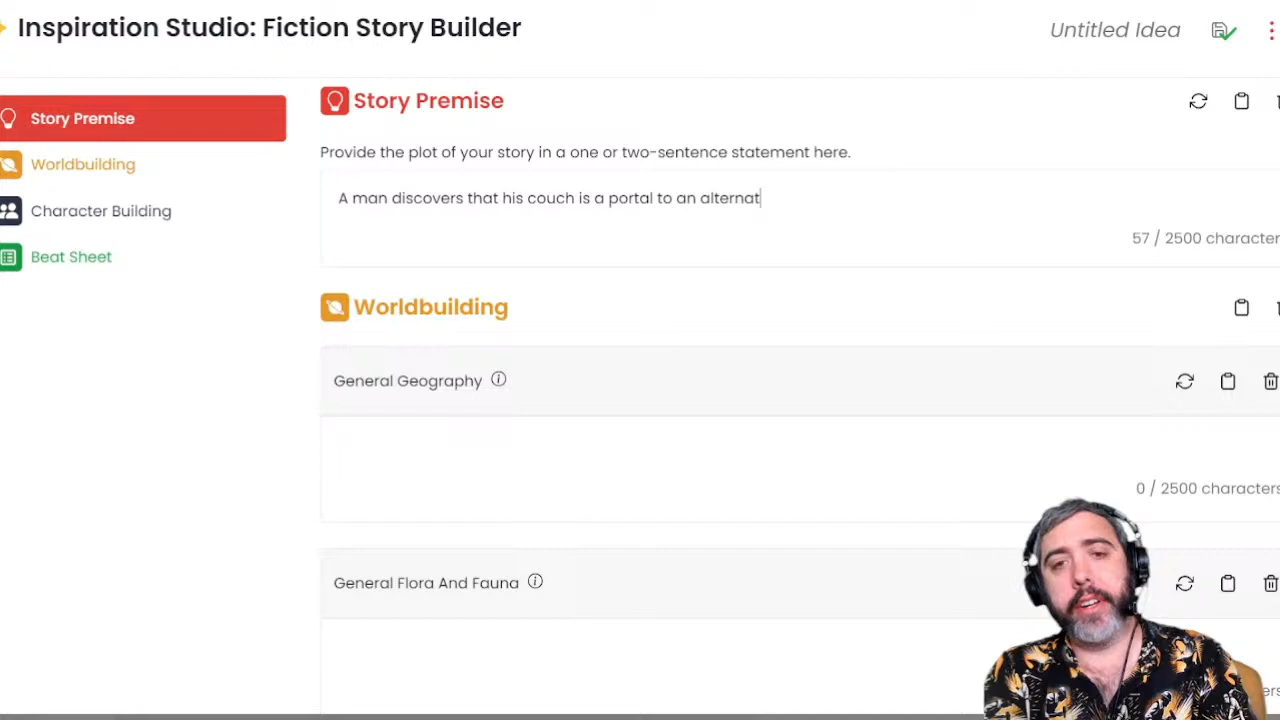 Inspiration Studio: Fiction Story Builder
Untitled Idea
Story Premise
Worldbuilding
Character Building
Beat Sheet
Story Premise
Provide the plot of your story in a one or two-sentence statement here.
A man discovers that his couch is a portal to an alternat
57 / 2500 character
Worldbuilding
General Geography
0 / 2500 characters
General Flora And Fauna
ers